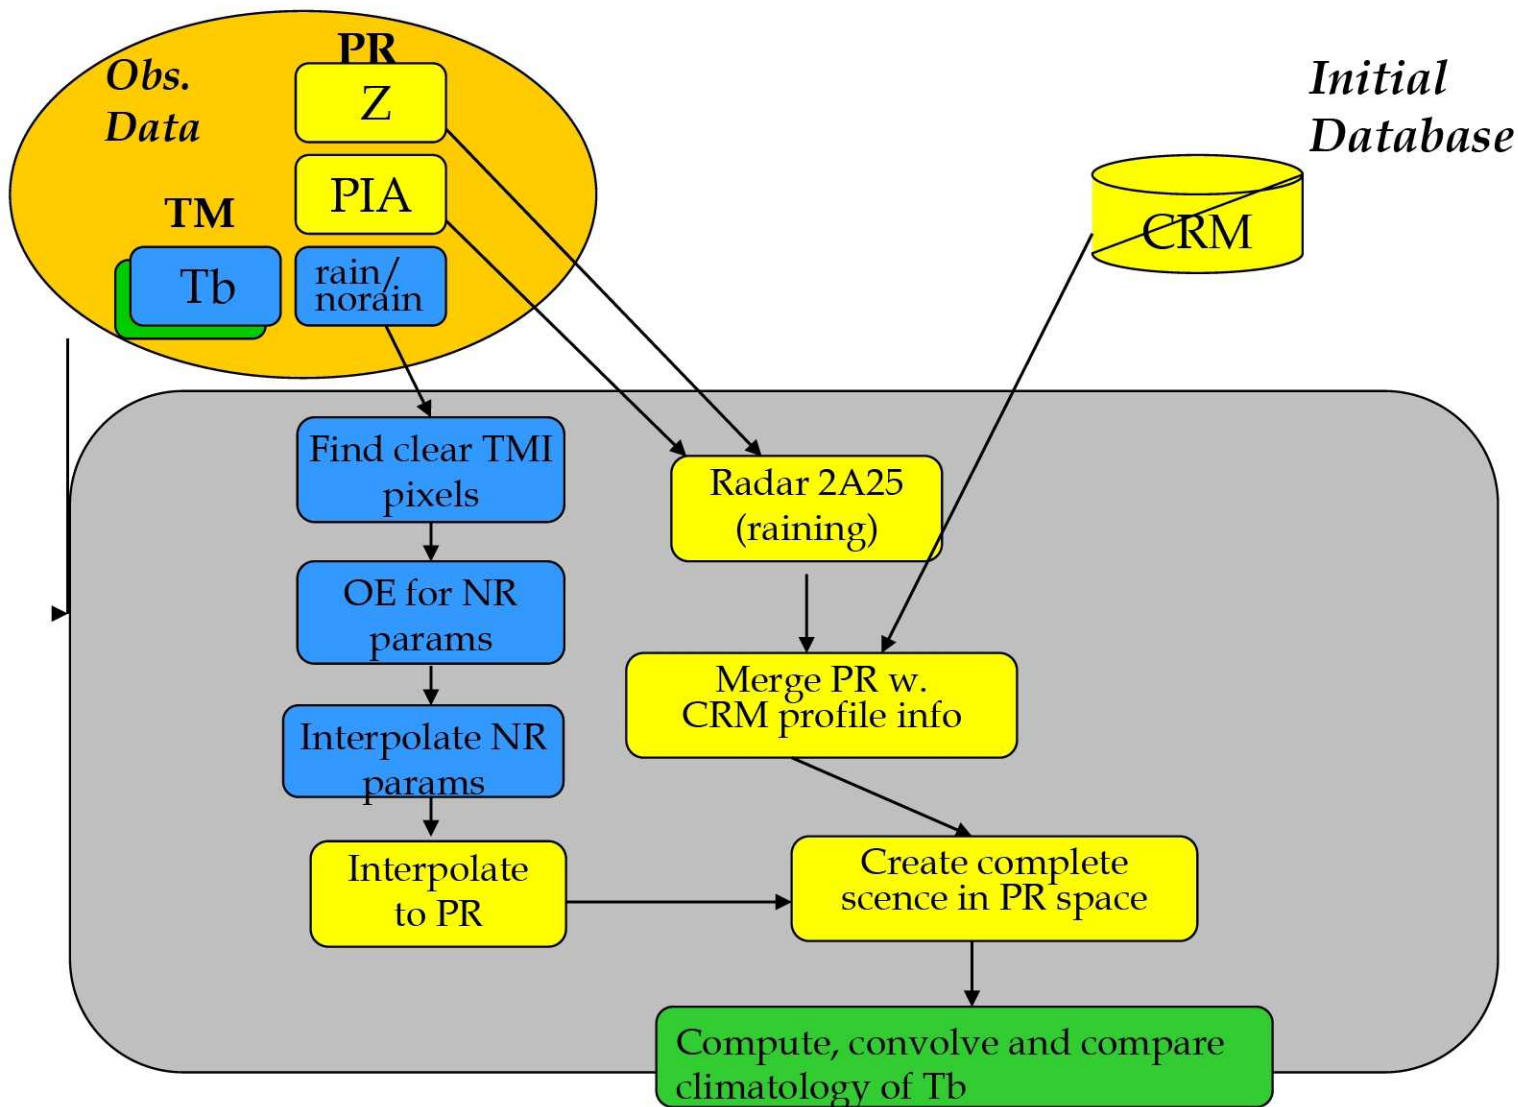 PR
Obs.
Data
Z
PIA
TM
Tb
rain/
norain
Initial
Database
CRM
Find clear TMI
pixels
OE for NR
params
Interpolate NR
params
Interpolate
to PR
Radar 2A25
(raining)
Merge PR w.
CRM profile info
Create complete
scence in PR space
Compute, convolve and compare
climatology of Tb